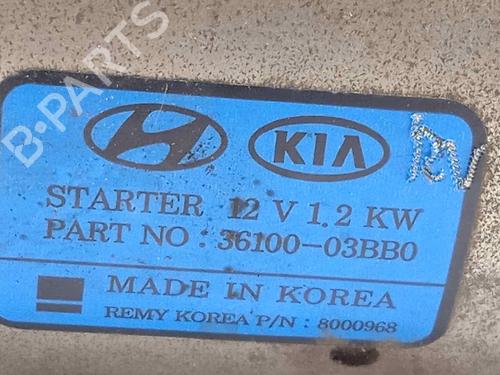 B-PARTS
KIA
STARTER 12 V 1.2 KW
PART NO : 36100-03BB0
MADE IN KOREA
REMY KOREA P/N : 8000968